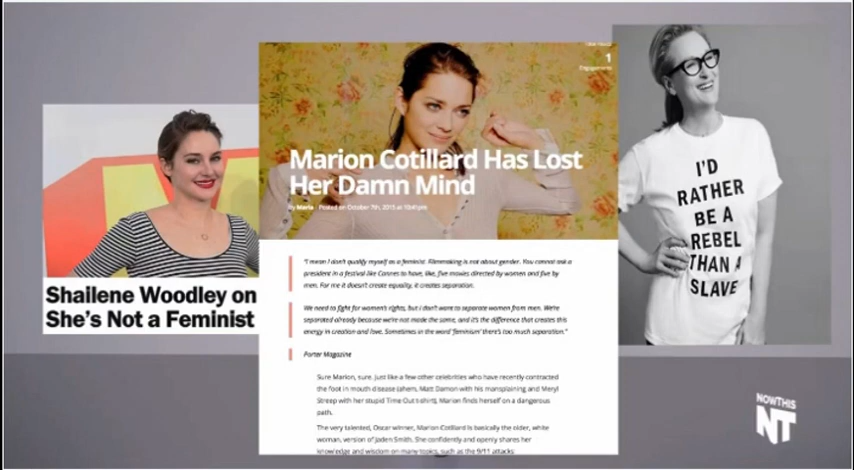 Shailene Woodley on
She's Not a Feminist
1
Marion Cotillard Has Lost
Her Damn Mind
By Maria Posted on October 7th, 2015 at
"I mean I don't qualify myself as a feminist. Filmmaking is not about gender. You cannot ask a
president in a festival like Cannes to have, like, five movies directed by women and five by
men. For me it doesn't create equality, it creates separation.
We need to fight for women's rights, but I don't want to separate women from men. We're
separated already because we're not made the same, and it's the difference that creates this
energy in creation and love. Sometimes in the word 'feminism' there's too much separation."
Porter Magazine
Sure Marion, sure. Just like a few other celebrities who have recently contracted
the foot in mouth disease (ahem, Matt Damon with his mansplaining and Meryl
Streep with her stupid Time Out t-shirt), Marion finds herself on a dangerous
path.
The very talented, Oscar winner, Marion Cotillard is basically the older, white
woman, version of Jaden Smith. She confidently and openly shares her
knowledge and wisdom on many topics, such as the 9/11 attacks:
I'D
RATHER
BE A
REBEL
THAN A
SLAVE
NOWTHIS
NT